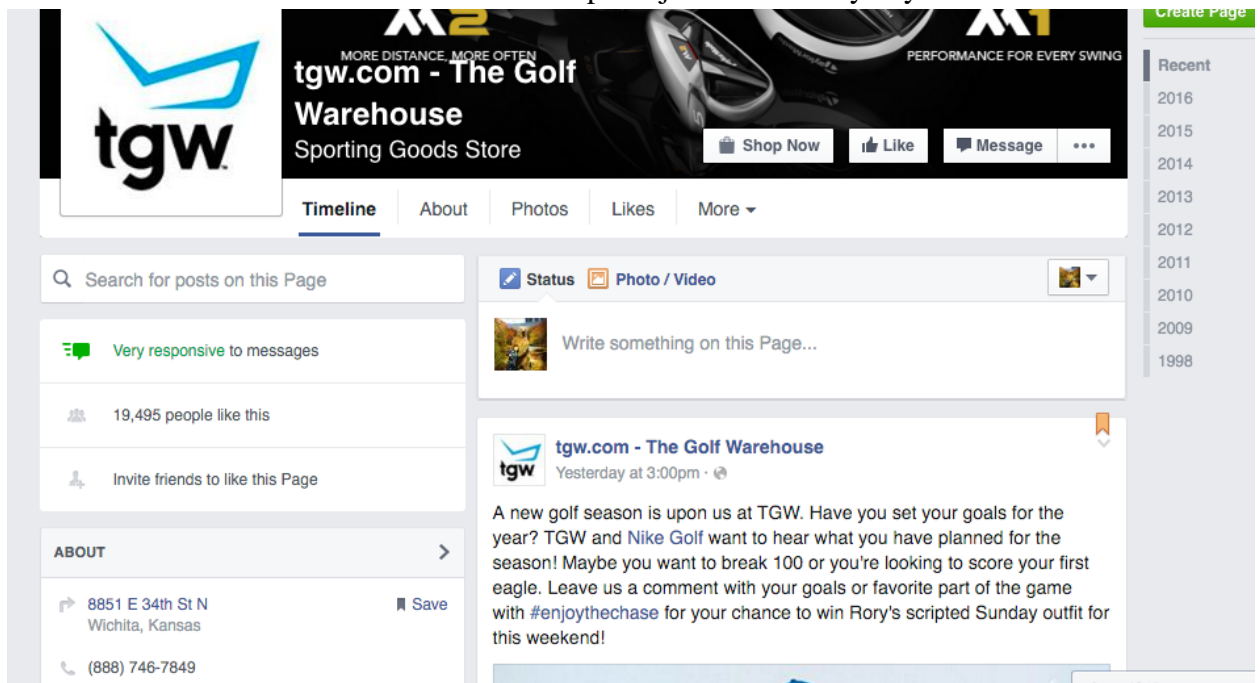 Create Page
M2
M1
MORE DISTANCE, MORE OFTEN
PERFORMANCE FOR EVERY SWING
tgw.com - The Golf
Warehouse
Sporting Goods Store
tgw
Shop Now
Like
Message
Timeline
About
Photos
Likes
More
Recent
2016
2015
2014
2013
2012
2011
2010
2009
1998
Search for posts on this Page
Very responsive to messages
19,495 people like this
Invite friends to like this Page
ABOUT
8851 E 34th St N
Save
Wichita, Kansas
(888) 746-7849
Status
Photo / Video
Write something on this Page...
tgw
tgw.com - The Golf Warehouse
Yesterday at 3:00pm ·
A new golf season is upon us at TGW. Have you set your goals for the
year? TGW and Nike Golf want to hear what you have planned for the
season! Maybe you want to break 100 or you're looking to score your first
eagle. Leave us a comment with your goals or favorite part of the game
with #enjoythechase for your chance to win Rory's scripted Sunday outfit for
this weekend!